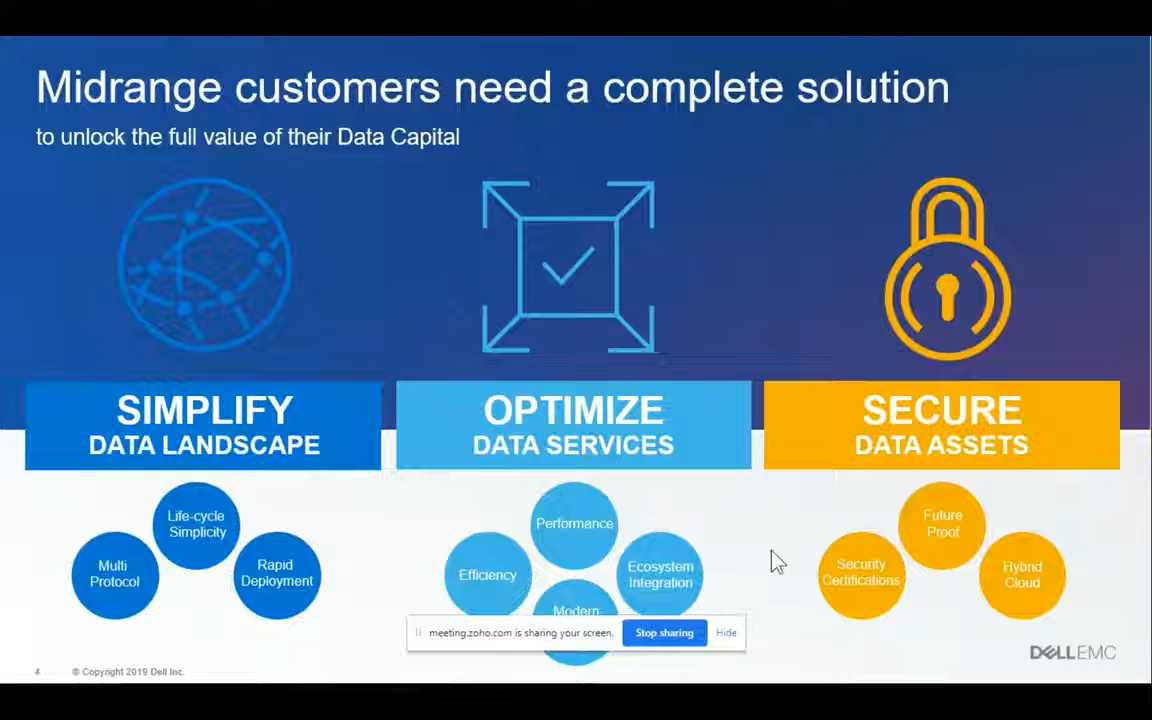 Midrange customers need a complete solution
to unlock the full value of their Data Capital
SIMPLIFY
DATA LANDSCAPE
OPTIMIZE
DATA SERVICES
SECURE
DATA ASSETS
Life-cycle
Simplicity
Multi
Protocol
Rapid
Deployment
Performance
Efficiency
Ecosystem
Integration
Modern
Future
Proof
Security
Certifications
Hybrid
Cloud
meeting.zoho.com is sharing your screen.
Stop sharing
Hide
4
© Copyright 2019 Dell Inc.
DELLEMC